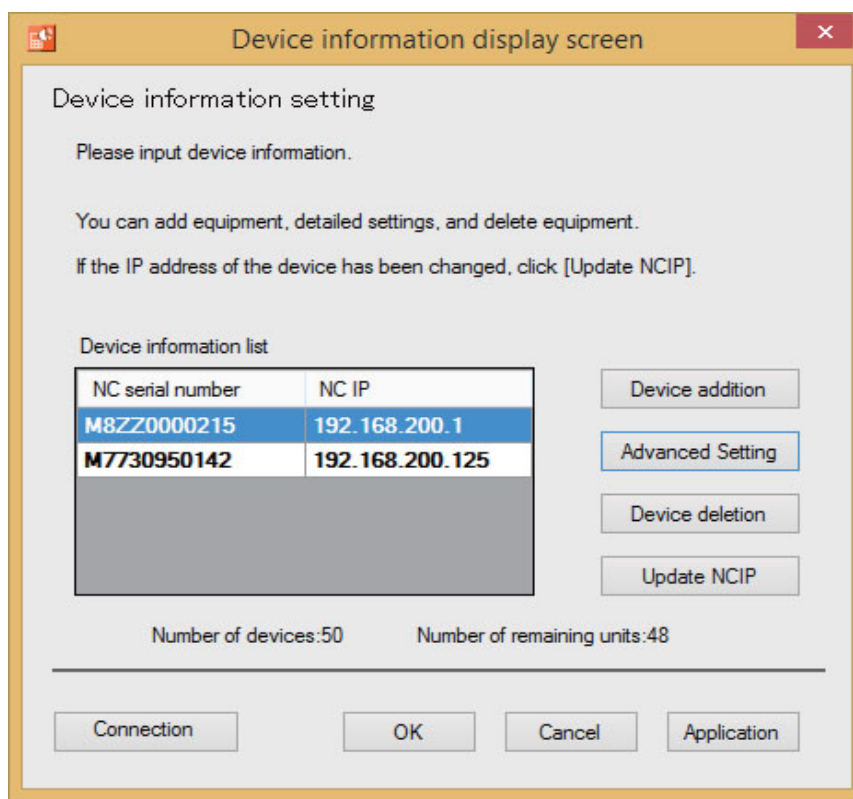 Device information display screen
Device information setting
Please input device information.
You can add equipment, detailed settings, and delete equipment.
If the IP address of the device has been changed, click [Update NCIP].
Device information list
NC serial number NC IP
M8ZZ0000215 192.168.200.1
M7730950142 192.168.200.125
Device addition
Advanced Setting
Device deletion
Update NCIP
Number of devices:50 Number of remaining units:48
Connection OK Cancel Application